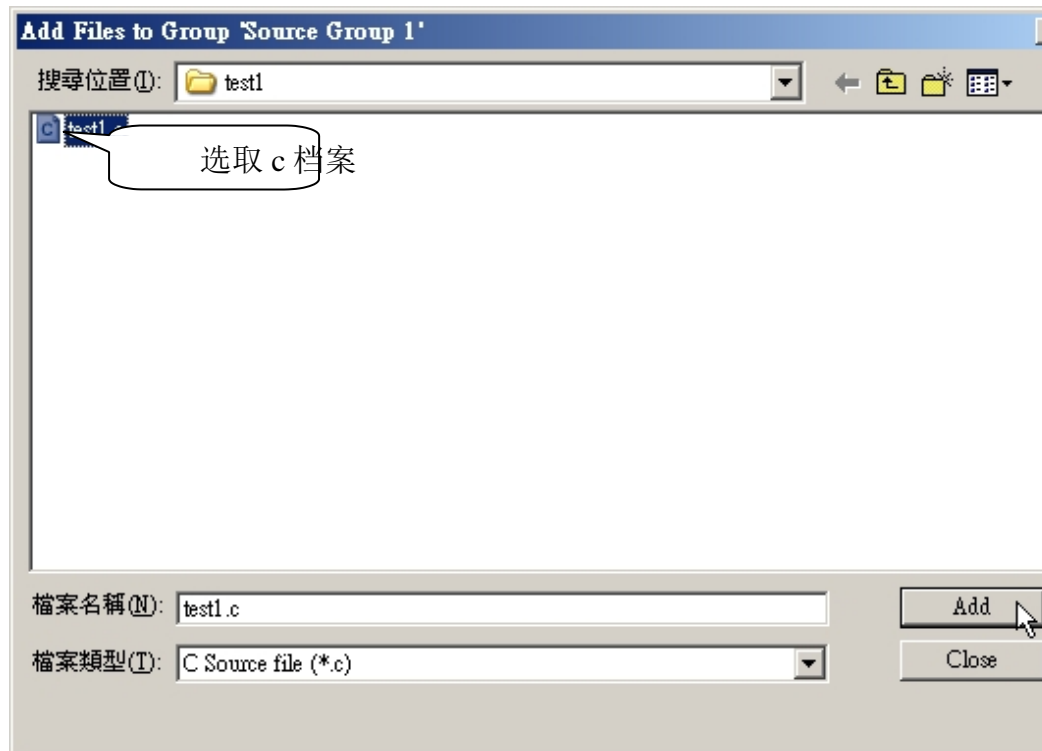 Add Files to Group 'Source Group 1'
搜尋位置(I): test1
test1.c
选取 c 档案
檔案名稱(N): test1.c Add
檔案類型(T): C Source file (*.c) Close